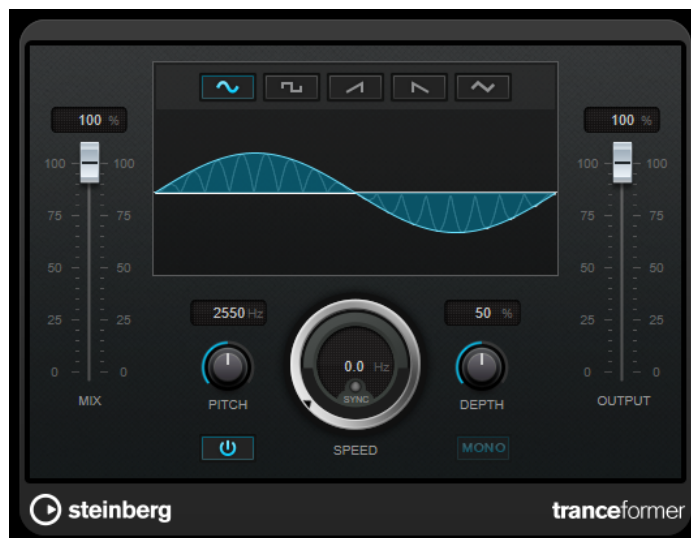 100 %
100 %
100 100
75 75
50 50
25 25
0 0
MIX
100 100
75 75
50 50
25 25
0 0
OUTPUT
2550 Hz
PITCH
0.0 Hz
SYNC
SPEED
50 %
DEPTH
MONO
steinberg
tranceformer